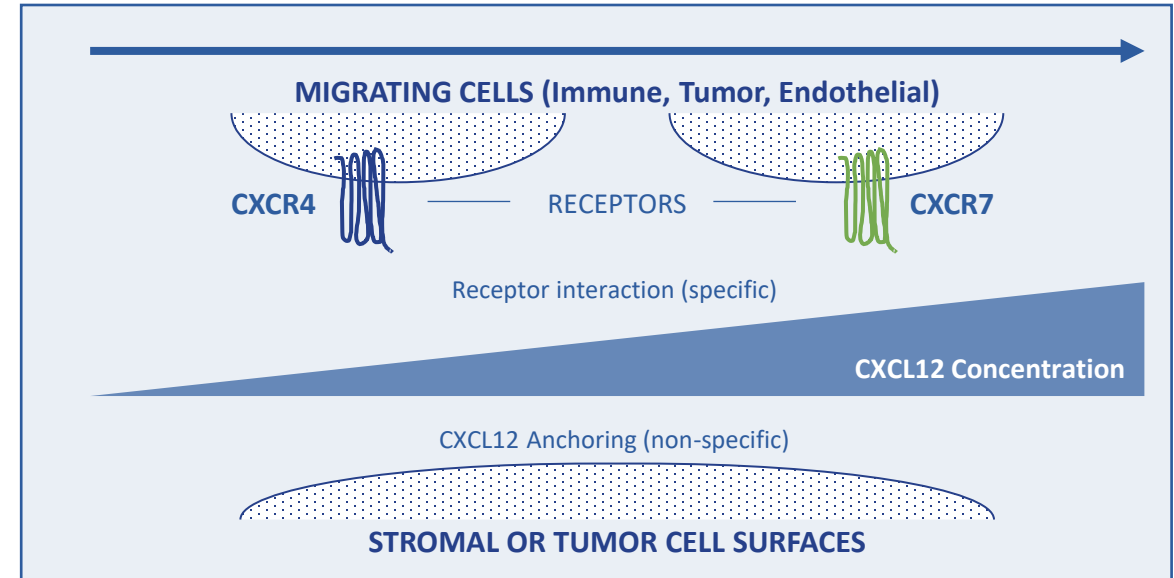 MIGRATING CELLS (Immune, Tumor, Endothelial)
CXCR4 RECEPTORS CXCR7
Receptor interaction (specific)
CXCL12 Concentration
CXCL12 Anchoring (non-specific)
STROMAL OR TUMOR CELL SURFACES